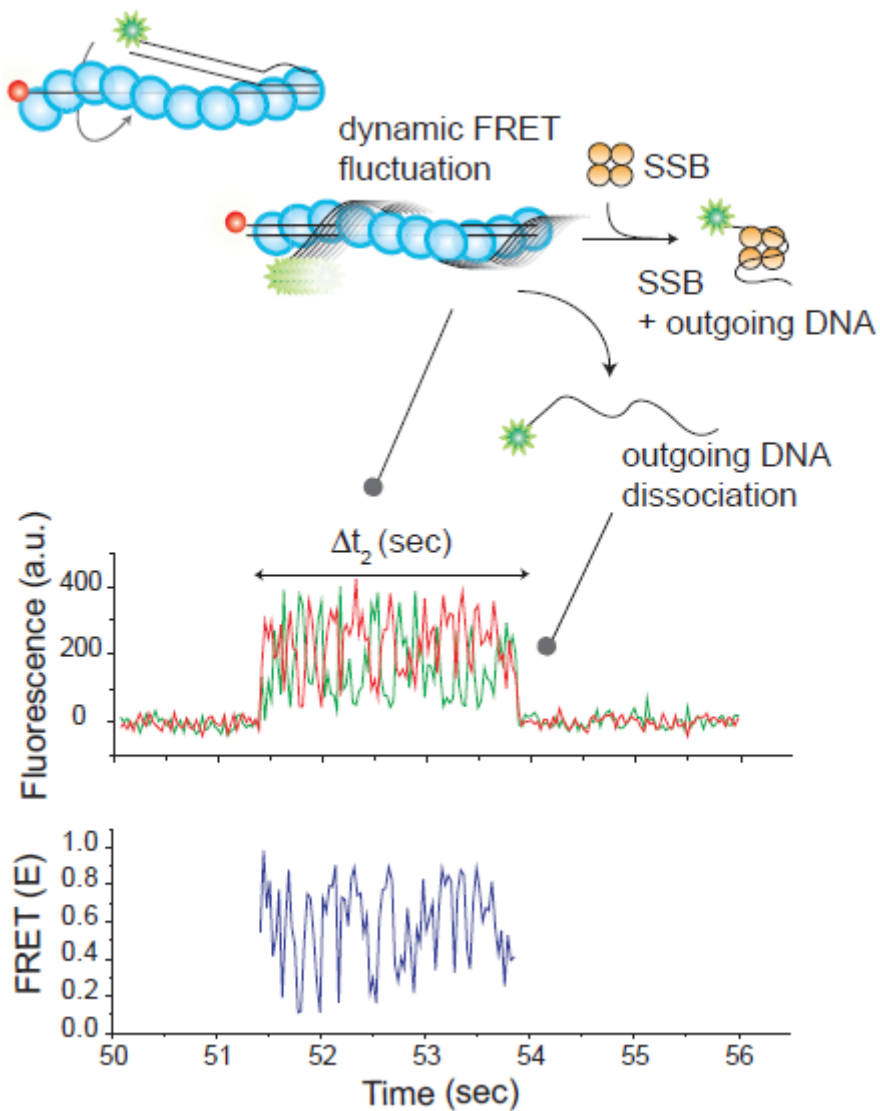 dynamic FRET
fluctuation
SSB
SSB
+ outgoing DNA
outgoing DNA
dissociation
Δt₂ (sec)
Fluorescence (a.u.)
400
200
0
FRET (E)
1.0
0.8
0.6
0.4
0.2
0.0
50 51 52 53 54 55 56
Time (sec)